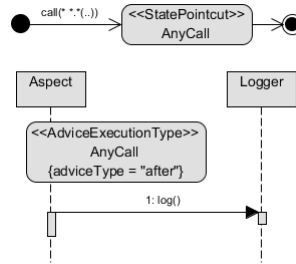 call(* *.*(..))
<<StatePointcut>>
AnyCall
Aspect
Logger
<<AdviceExecutionType>>
AnyCall
{adviceType = "after"}
1: log()